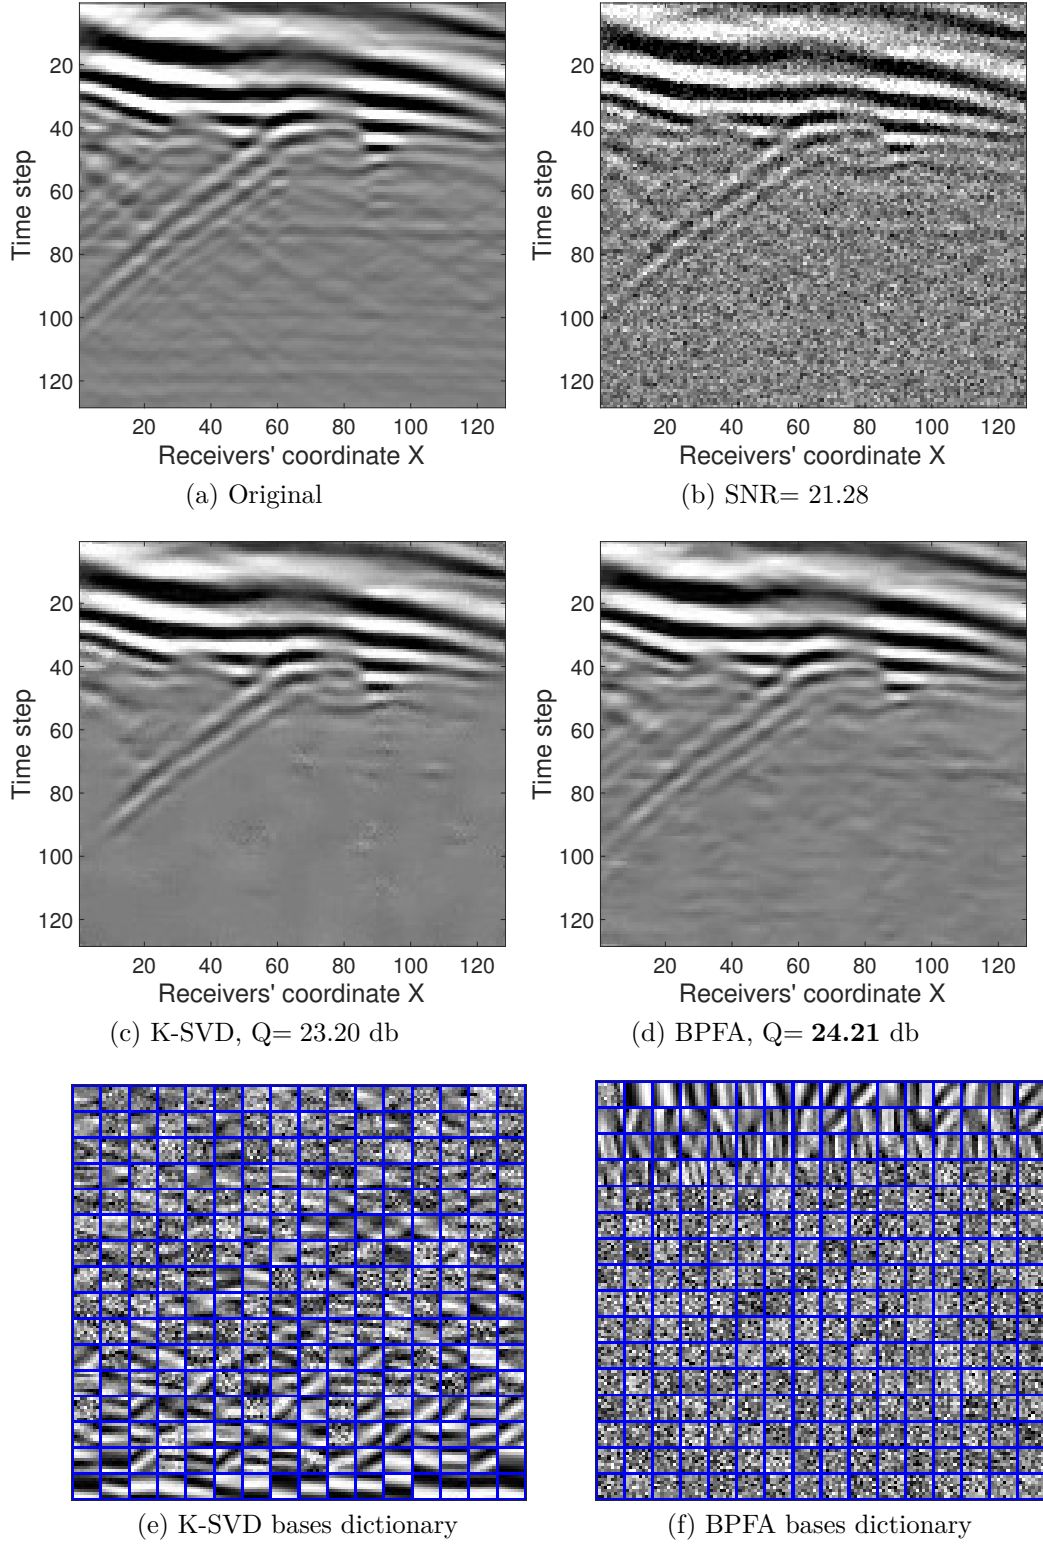 20
40
60
80
100
120
Time step
20 40 60 80 100 120
Receivers' coordinate X
(a) Original
20
40
60
80
100
120
Time step
20 40 60 80 100 120
Receivers' coordinate X
(b) SNR= 21.28
20
40
60
80
100
120
Time step
20 40 60 80 100 120
Receivers' coordinate X
(c) K-SVD, Q= 23.20 db
20
40
60
80
100
120
Time step
20 40 60 80 100 120
Receivers' coordinate X
(d) BPFA, Q= 24.21 db
(e) K-SVD bases dictionary
(f) BPFA bases dictionary